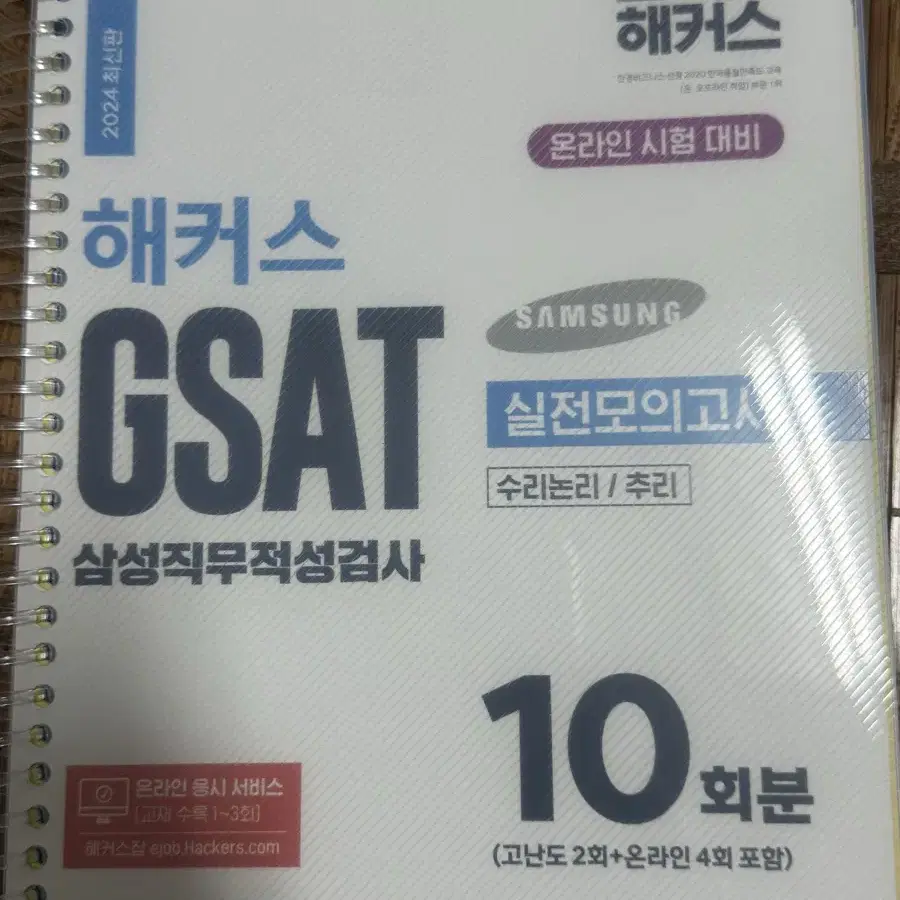 2024 최신판
해커스
온라인 시험 대비
해커스
GSAT
삼성직무적성검사
SAMSUNG
실전모의고사
수리논리 / 추리
10회분
(고난도 2회+온라인 4회 포함)
온라인 응시 서비스
(교재 수록 1~3회)
해커스잡 ejob.Hackers.com